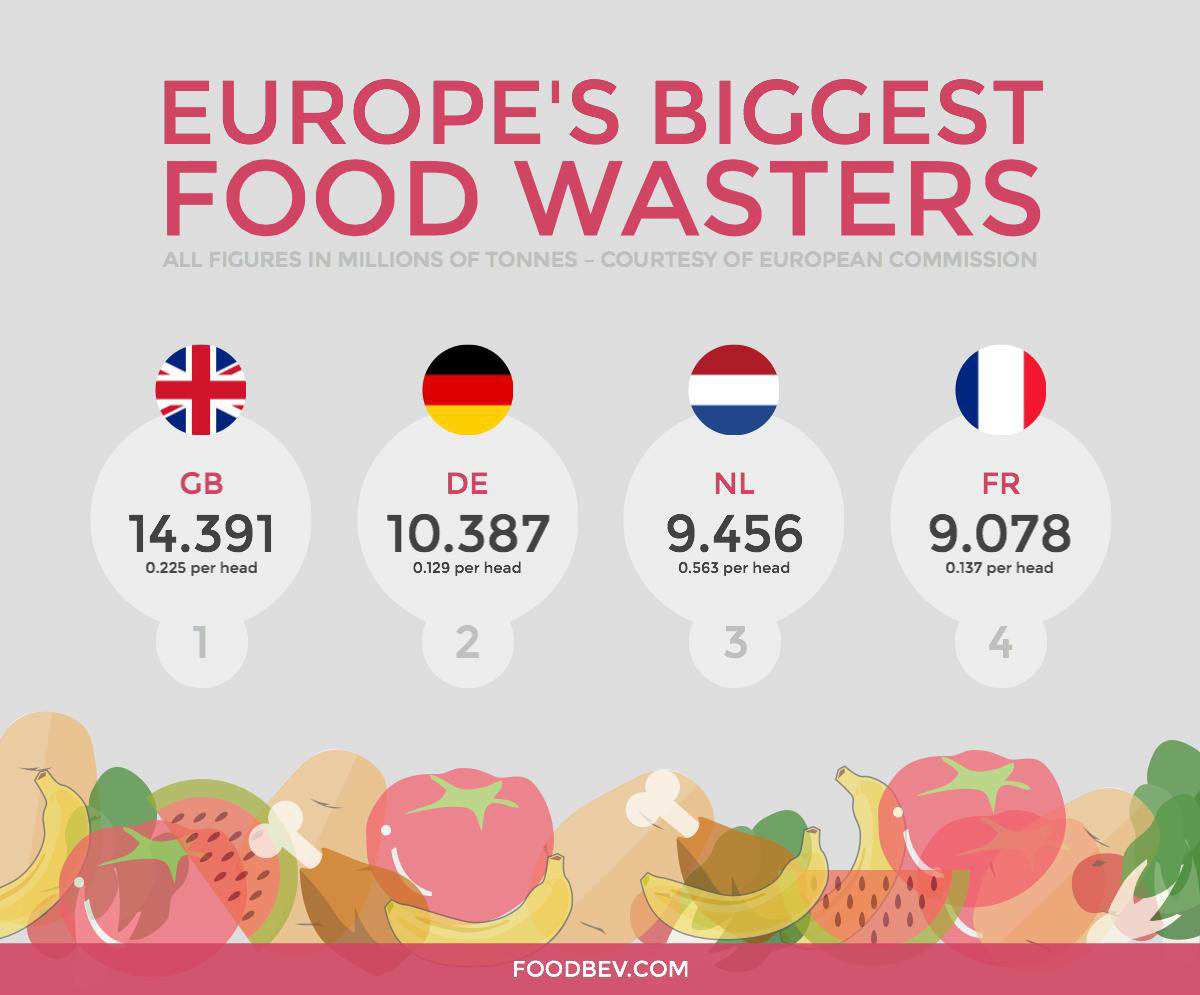 EUROPE'S BIGGEST
FOOD WASTERS
ALL FIGURES IN MILLIONS OF TONNES – COURTESY OF EUROPEAN COMMISSION
GB
14.391
0.225 per head
1
DE
10.387
0.129 per head
2
NL
9.456
0.563 per head
3
FR
9.078
0.137 per head
4
FOODBEV.COM